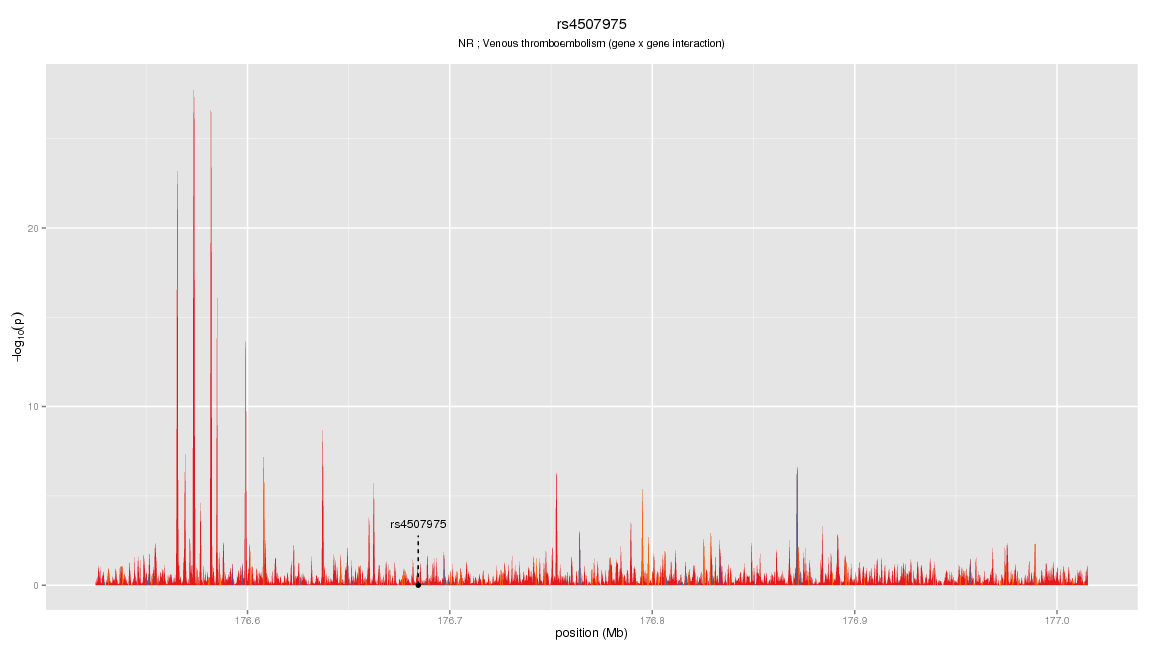 rs4507975
NR ; Venous thromboembolism (gene x gene interaction)
−log10(p)
20
10
0
rs4507975
176.6 176.7 176.8 176.9 177.0
position (Mb)